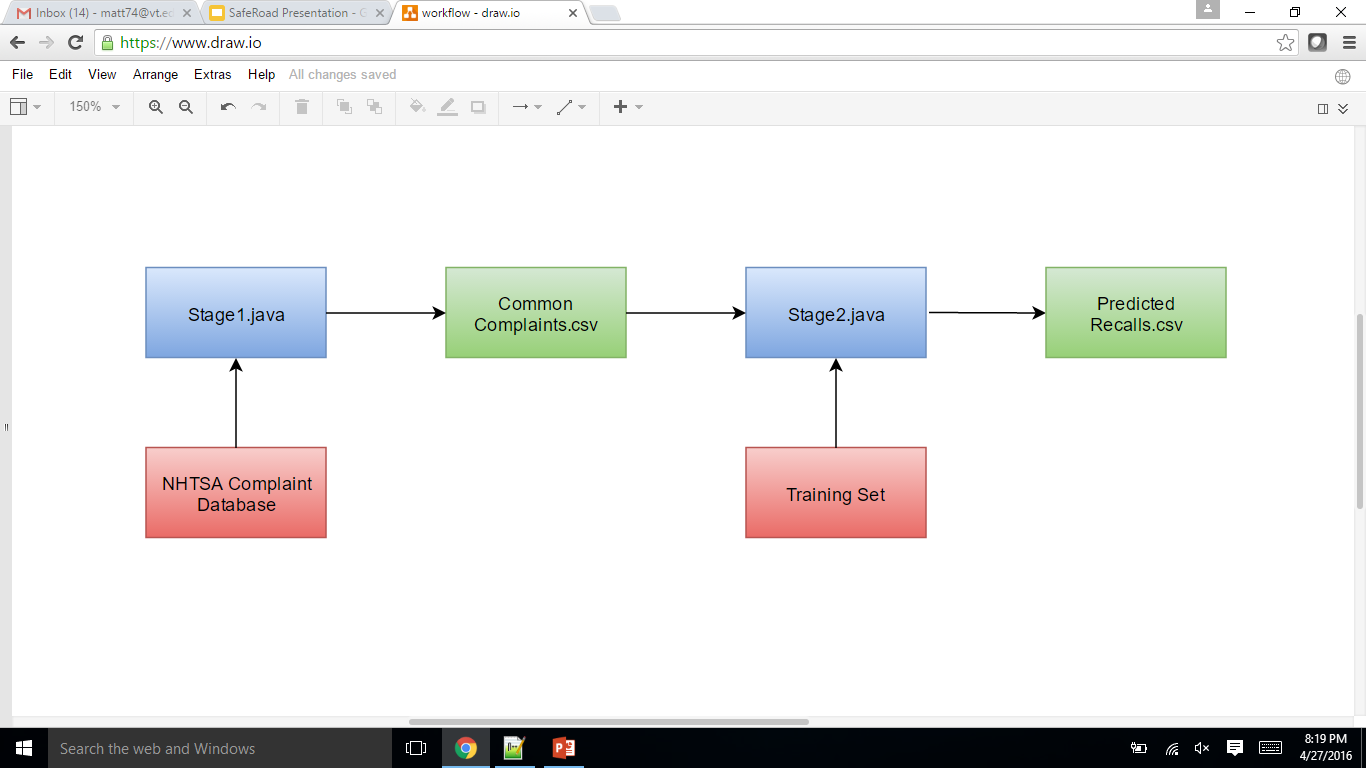 Inbox (14) - matt74@vt.ed
SafeRoad Presentation - G
workflow - draw.io
https://www.draw.io
File Edit View Arrange Extras Help All changes saved
150%
Stage1.java
Common
Complaints.csv
Stage2.java
Predicted
Recalls.csv
NHTSA Complaint
Database
Training Set
Search the web and Windows
8:19 PM
4/27/2016